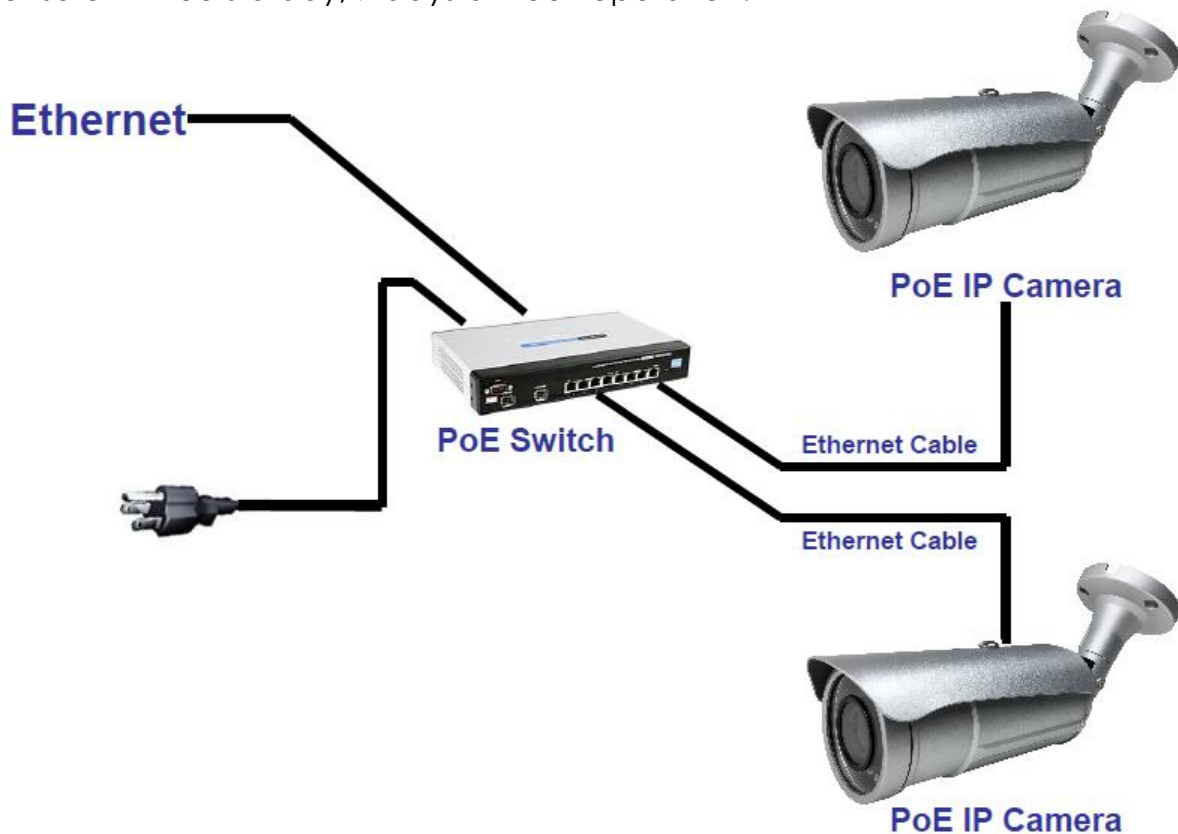 Ethernet
PoE IP Camera
PoE Switch
Ethernet Cable
Ethernet Cable
PoE IP Camera